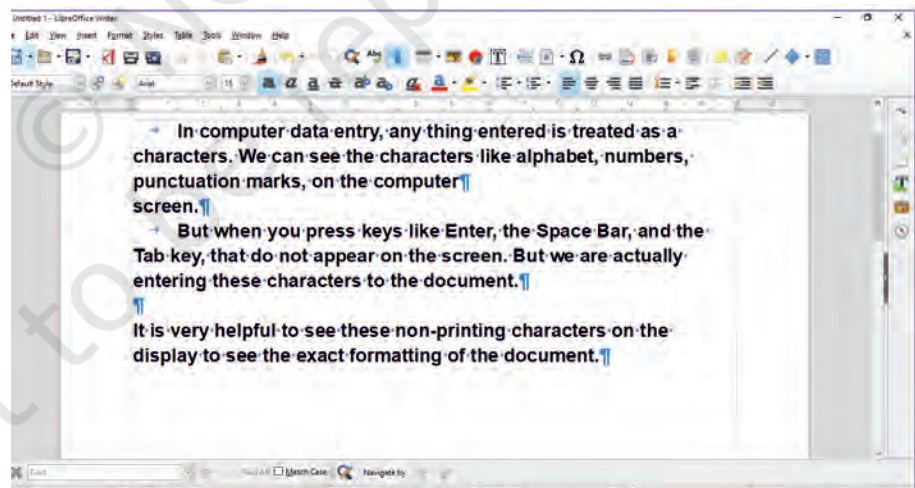 Untitled 1 - LibreOffice Writer
Edit View Insert Format Styles Table Tools Window Help
Default Style Arial
In computer data entry, any thing entered is treated as a
characters. We can see the characters like alphabet, numbers,
punctuation marks, on the computer¶
screen.¶
But when you press keys like Enter, the Space Bar, and the
Tab key, that do not appear on the screen. But we are actually
entering these characters to the document.¶
¶
It is very helpful to see these non-printing characters on the
display to see the exact formatting of the document.¶
Find Find All Match Case Navigate by